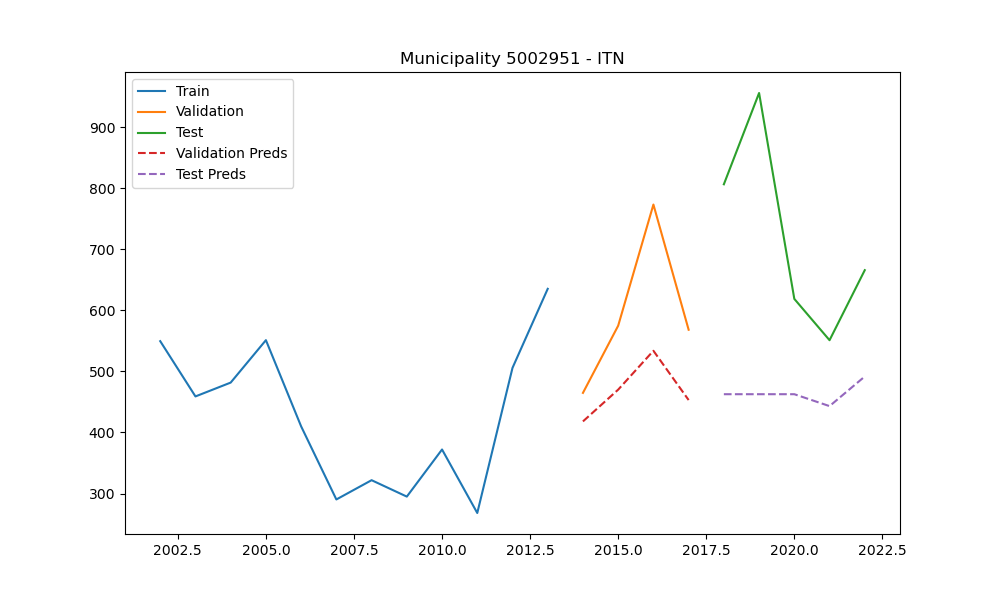 Municipality 5002951 - ITN
Train
Validation
Test
Validation Preds
Test Preds
900
800
700
600
500
400
300
2002.5 2005.0 2007.5 2010.0 2012.5 2015.0 2017.5 2020.0 2022.5